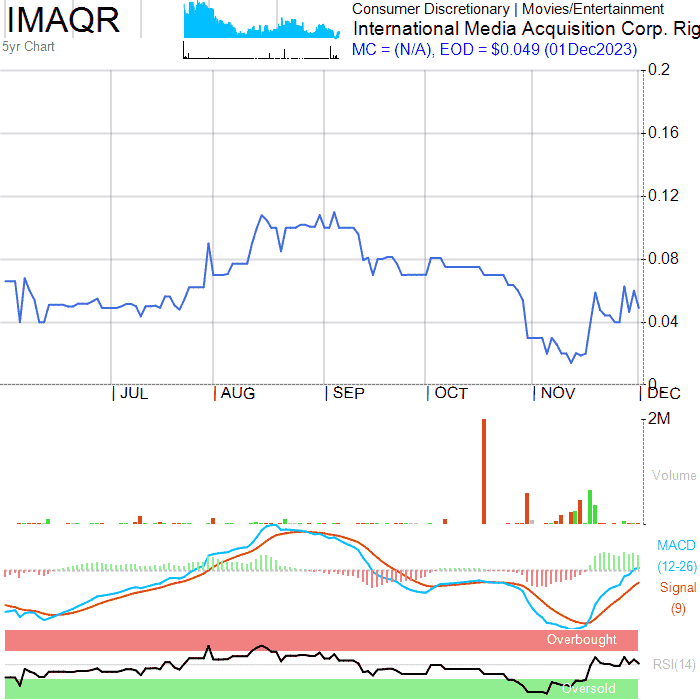 IMAQR
5yr Chart
Consumer Discretionary | Movies/Entertainment
International Media Acquisition Corp. Rig
MC = (N/A), EOD = $0.049 (01Dec2023)
0.2
0.16
0.12
0.08
0.04
0
JUL AUG SEP OCT NOV DEC
2M
Volume
MACD
(12-26)
Signal
(9)
Overbought
RSI(14)
Oversold